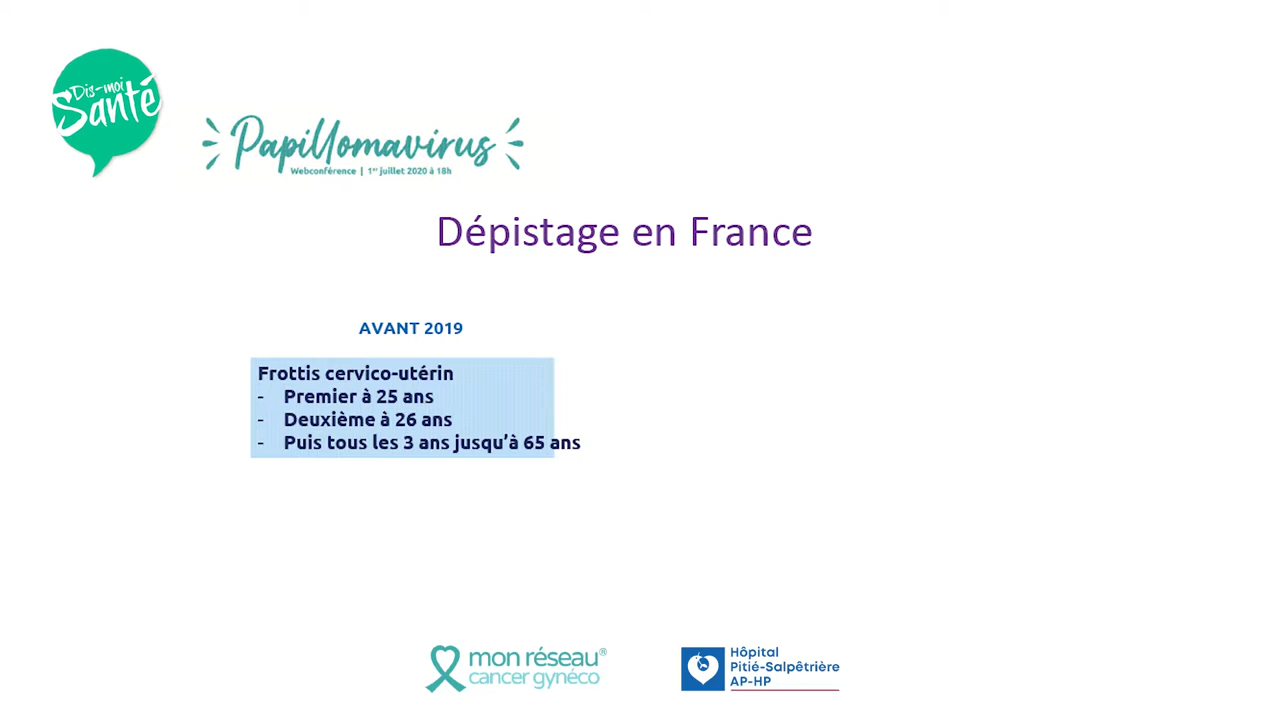 Dis-moi
Santé
Papillomavirus
Webconférence | 1er juillet 2020 à 18h
Dépistage en France
AVANT 2019
Frottis cervico-utérin
- Premier à 25 ans
- Deuxième à 26 ans
- Puis tous les 3 ans jusqu'à 65 ans
mon réseau®
cancer gynéco
Hôpital
Pitié-Salpêtrière
AP-HP